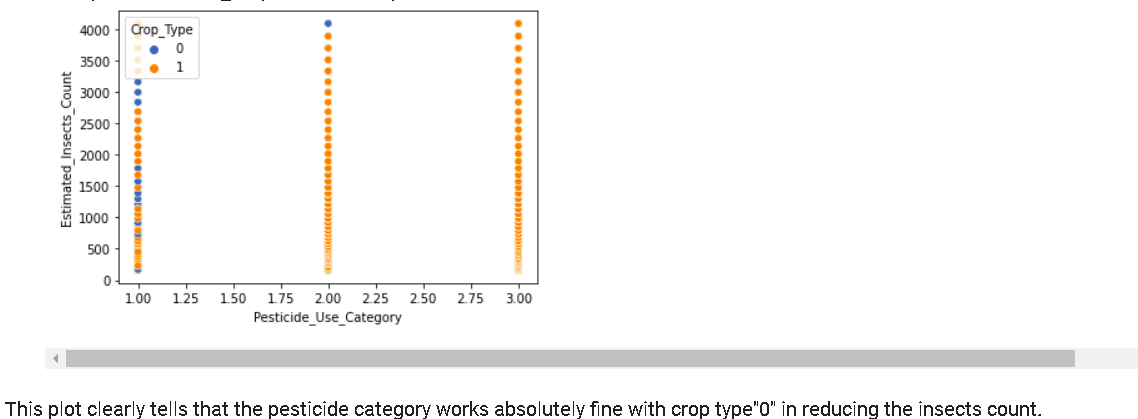 Crop_Type
0
1
4000
3500
3000
2500
2000
1500
1000
500
0
Estimated_Insects_Count
1.00 1.25 1.50 1.75 2.00 2.25 2.50 2.75 3.00
Pesticide_Use_Category
This plot clearly tells that the pesticide category works absolutely fine with crop type"0" in reducing the insects count.